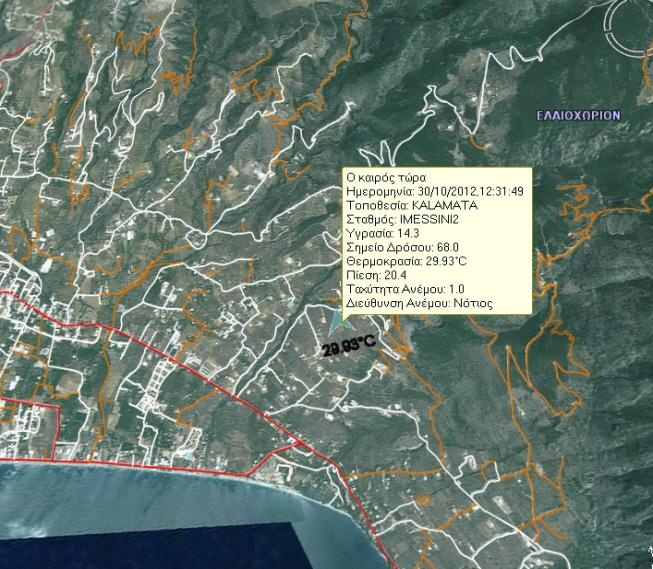 ΕΛΑΙΟΧΩΡΙΟΝ
Ο καιρός τώρα
Ημερομηνία: 30/10/2012,12:31:49
Τοποθεσία: KALAMATA
Σταθμός: IMESSINI2
Υγρασία: 14.3
Σημείο Δρόσου: 68.0
Θερμοκρασία: 29.93°C
Πίεση: 20.4
Ταχύτητα Ανέμου: 1.0
Διεύθυνση Ανέμου: Νότιος
29.93°C